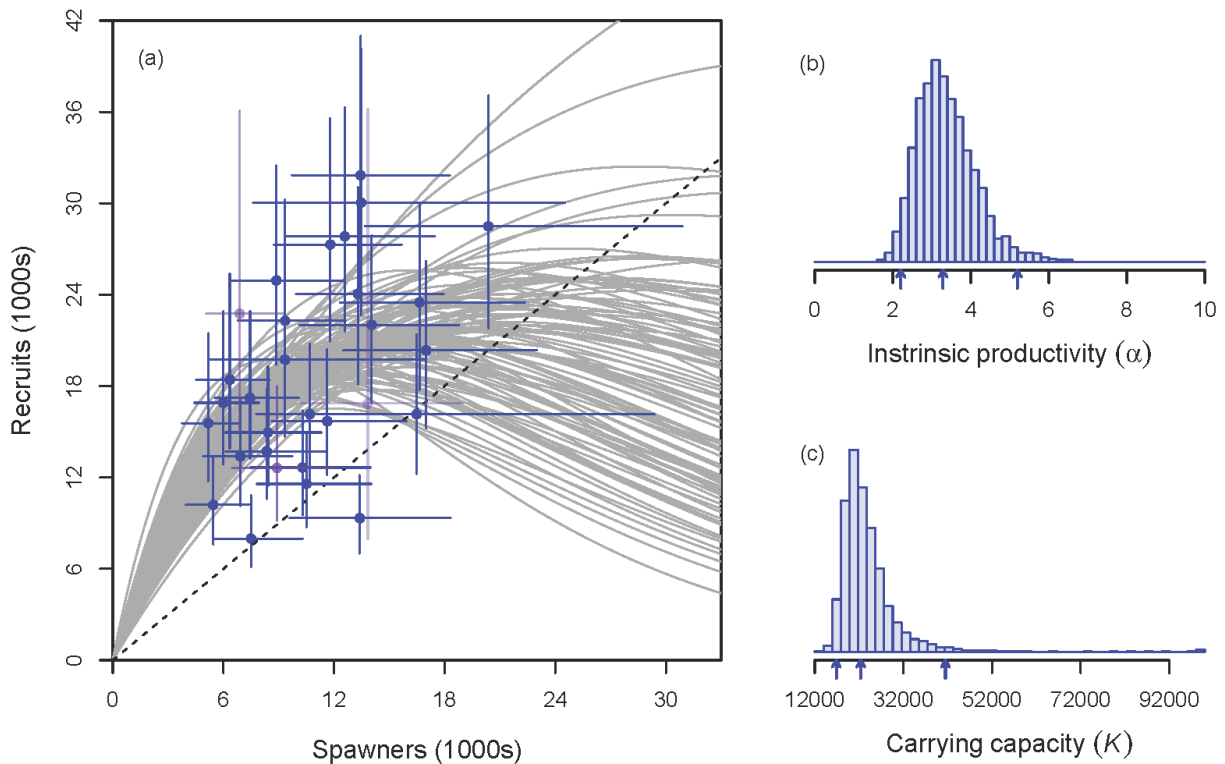 (a)
42
36
30
24
18
12
6
0
Recruits (1000s)
0 6 12 18 24 30
Spawners (1000s)
(b)
0 2 4 6 8 10
Instrinsic productivity (α)
(c)
12000 32000 52000 72000 92000
Carrying capacity (K)